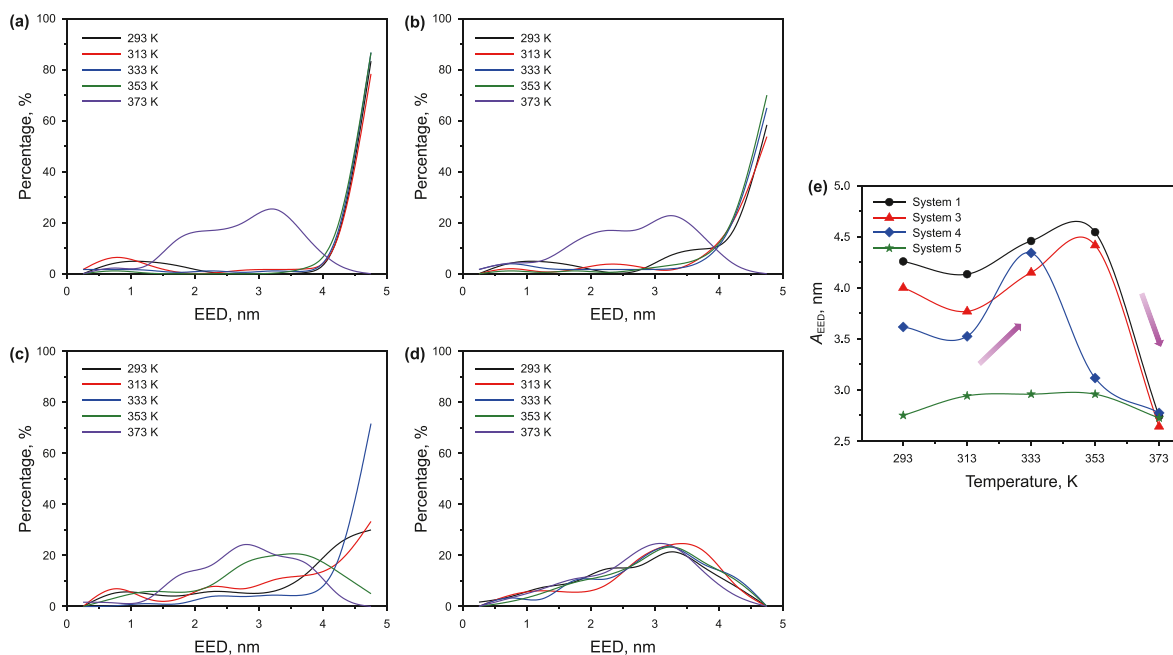 (a)
100
80
60
40
20
0
Percentage, %
293 K
313 K
333 K
353 K
373 K
0 1 2 3 4 5
EED, nm
(b)
100
80
60
40
20
0
Percentage, %
293 K
313 K
333 K
353 K
373 K
0 1 2 3 4 5
EED, nm
(c)
100
80
60
40
20
0
Percentage, %
293 K
313 K
333 K
353 K
373 K
0 1 2 3 4 5
EED, nm
(d)
100
80
60
40
20
0
Percentage, %
293 K
313 K
333 K
353 K
373 K
0 1 2 3 4 5
EED, nm
(e)
5.0
4.5
4.0
3.5
3.0
2.5
AEED, nm
System 1
System 3
System 4
System 5
293 313 333 353 373
Temperature, K